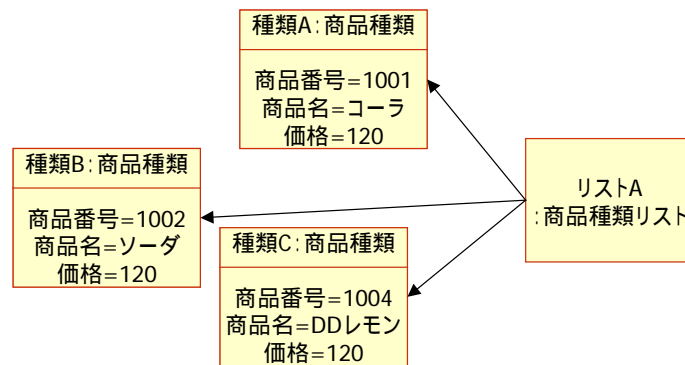 種類A:商品種類
商品番号=1001
商品名=コーラ
価格=120
種類B:商品種類
商品番号=1002
商品名=ソーダ
価格=120
種類C:商品種類
商品番号=1004
商品名=DDレモン
価格=120
リストA
:商品種類リスト